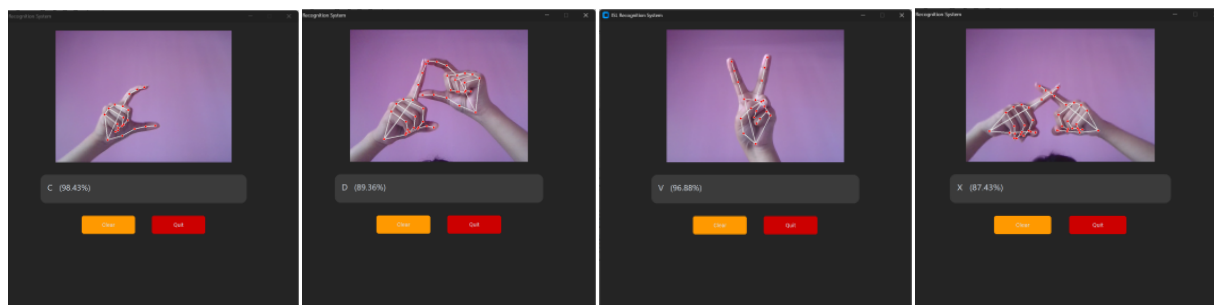 Recognition System
C (98.43%)
Clear Quit
Recognition System
D (89.36%)
Clear Quit
ISL Recognition System
V (96.88%)
Clear Quit
Recognition System
X (87.43%)
Clear Quit